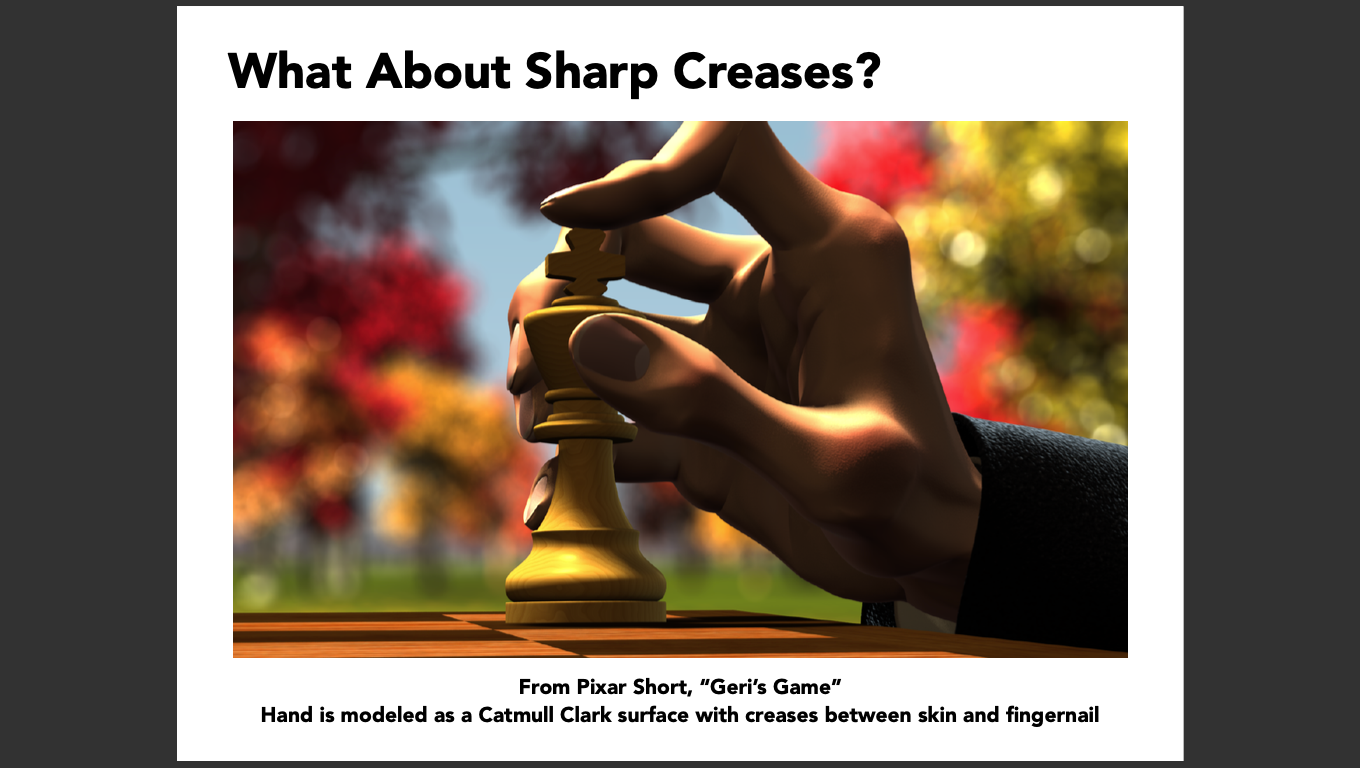 What About Sharp Creases?
From Pixar Short, “Geri’s Game”
Hand is modeled as a Catmull Clark surface with creases between skin and fingernail